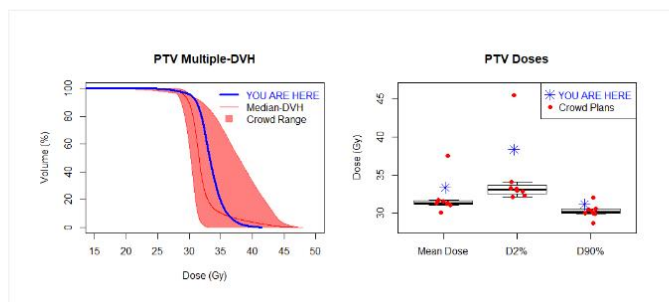 PTV Multiple-DVH
YOU ARE HERE
Median-DVH
Crowd Range
Volume (%)
100
80
60
40
20
0
15 20 25 30 35 40 45 50
Dose (Gy)
PTV Doses
YOU ARE HERE
Crowd Plans
Dose (Gy)
45
40
35
30
Mean Dose D2% D90%